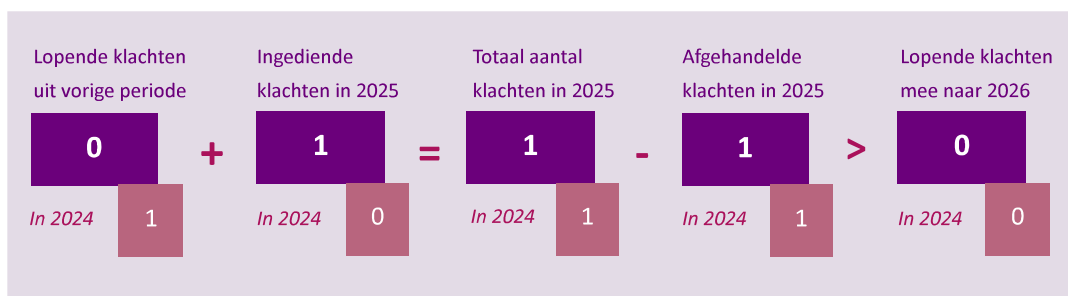 Lopende klachten
uit vorige periode
0
In 2024
1
+
Ingediende
klachten in 2025
1
In 2024
0
=
Totaal aantal
klachten in 2025
1
In 2024
1
-
Afgehandelde
klachten in 2025
1
In 2024
1
>
Lopende klachten
mee naar 2026
0
In 2024
0